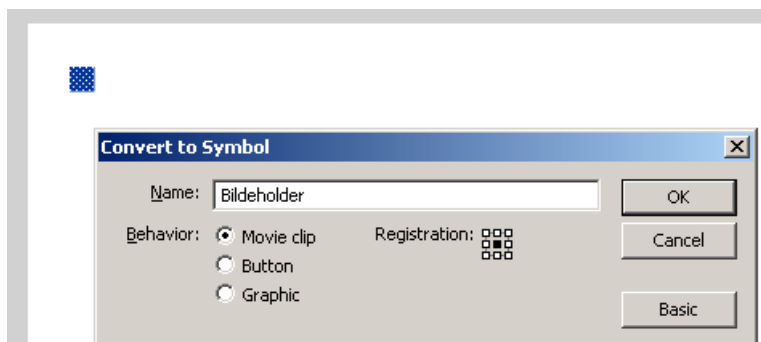 Convert to Symbol
Name: Bildeholder
OK
Behavior: Movie clip
Registration:
Cancel
Button
Graphic
Basic